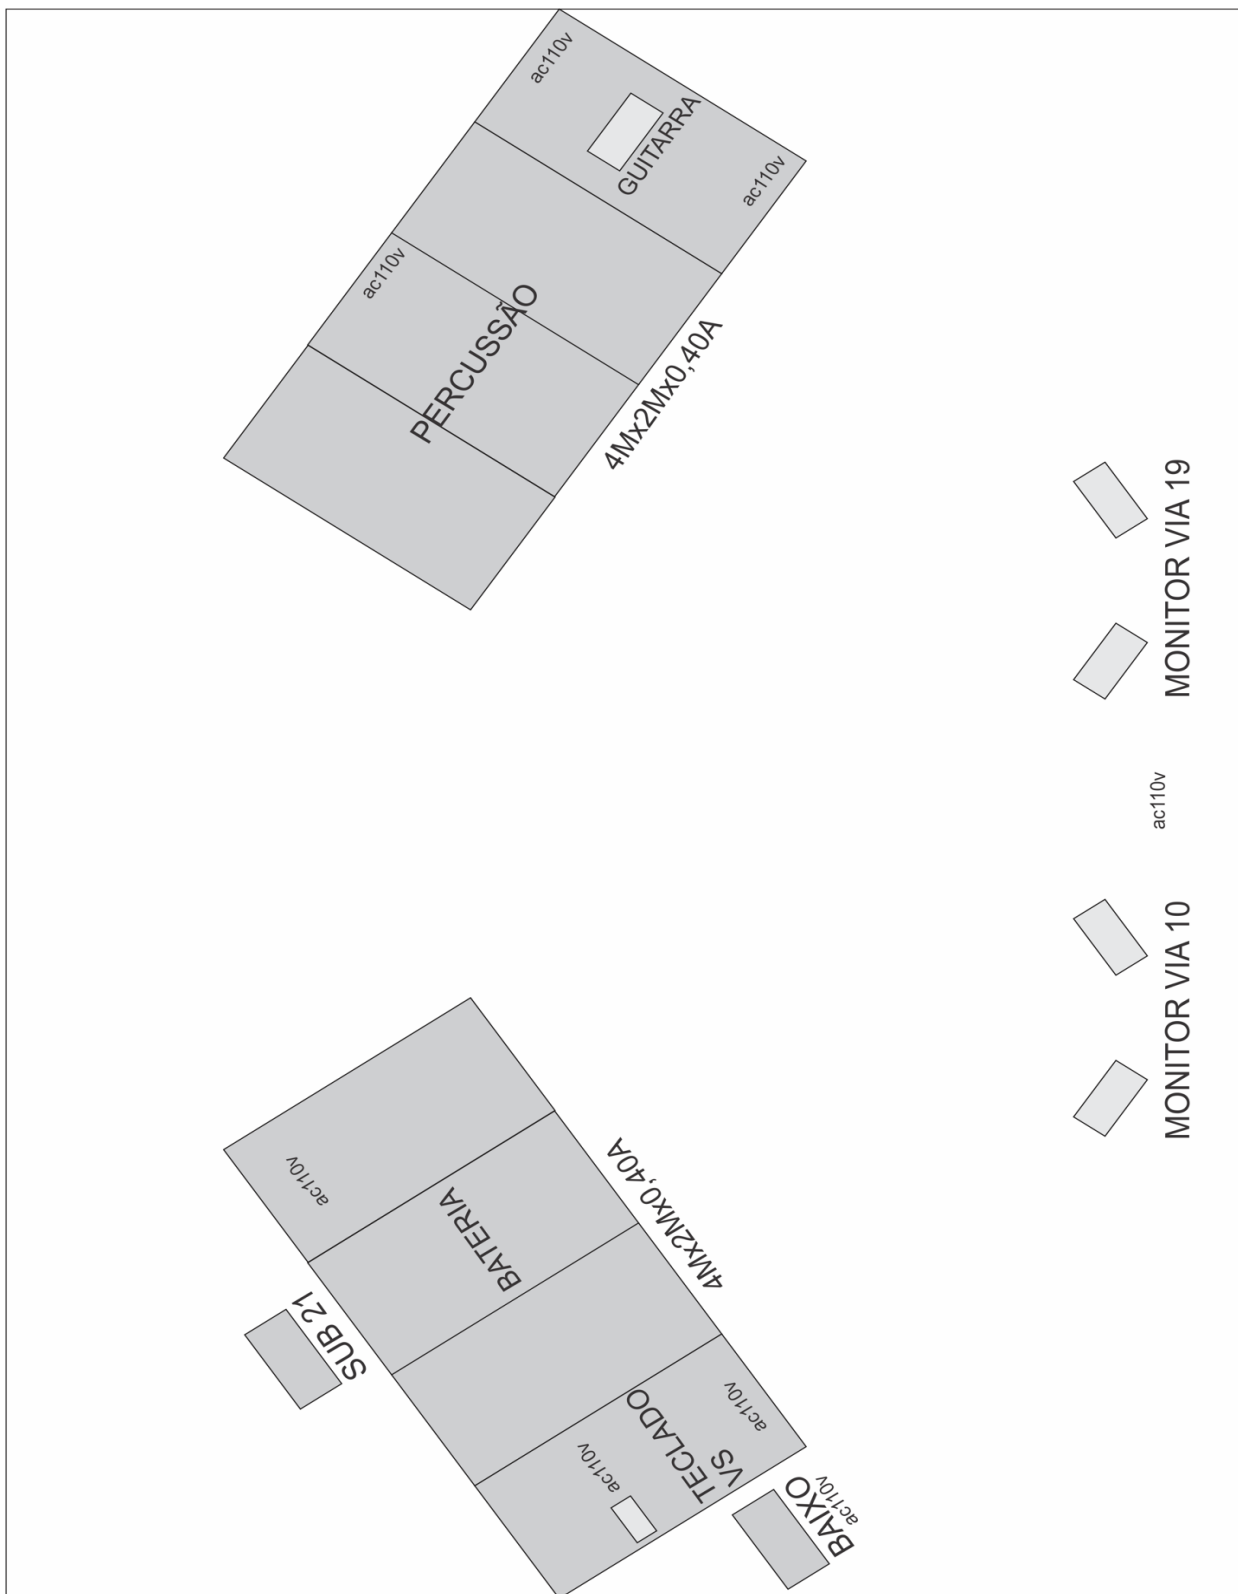 ac110v
GUITARRA
ac110v
ac110v
PERCUSSÃO
4Mx2Mx0,40A
MONITOR VIA 19
ac110v
MONITOR VIA 10
ac110v
BATERIA
4Mx2Mx0,40A
SUB 21
ac110v
TECLADO
VS
ac110v
BAIXO
ac110v